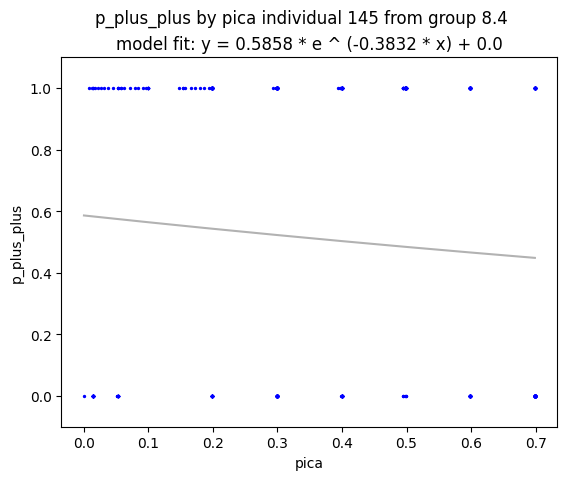 p_plus_plus by pica individual 145 from group 8.4
model fit: y = 0.5858 * e ^ (-0.3832 * x) + 0.0
1.0
0.8
0.6
0.4
0.2
0.0
p_plus_plus
0.0 0.1 0.2 0.3 0.4 0.5 0.6 0.7
pica